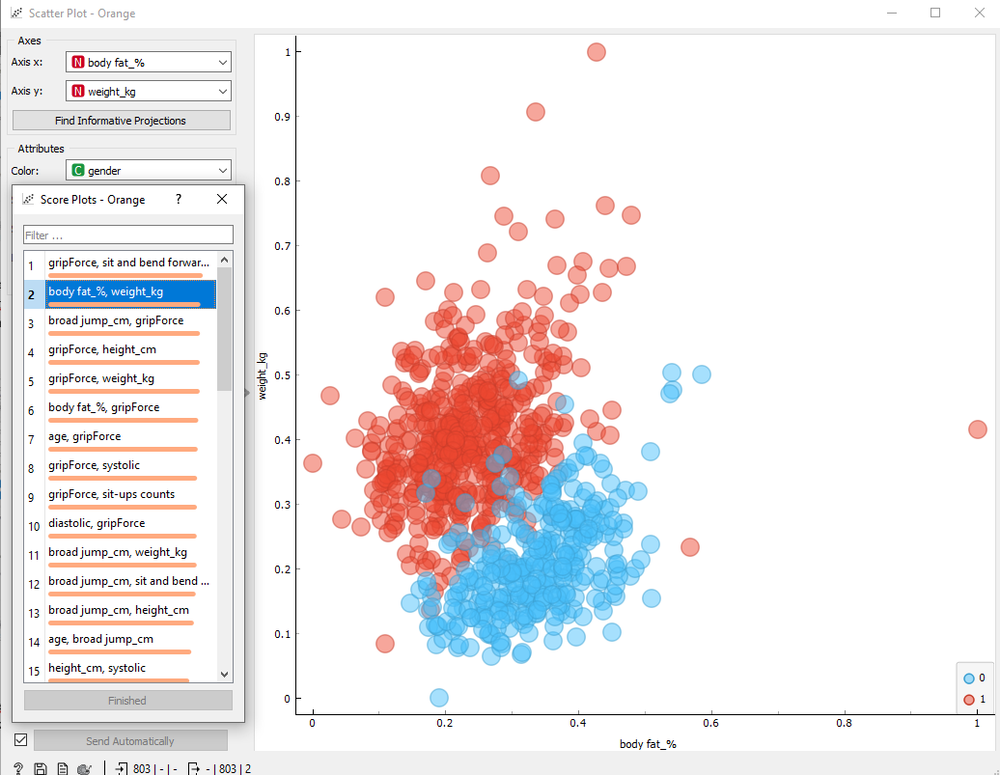 Scatter Plot - Orange
Axes
Axis x: N body fat_%
Axis y: N weight_kg
Find Informative Projections
Attributes
Color: C gender
Score Plots - Orange ?
Filter ...
1 gripForce, sit and bend forwar...
2 body fat_%, weight_kg
3 broad jump_cm, gripForce
4 gripForce, height_cm
5 gripForce, weight_kg
6 body fat_%, gripForce
7 age, gripForce
8 gripForce, systolic
9 gripForce, sit-ups counts
10 diastolic, gripForce
11 broad jump_cm, weight_kg
12 broad jump_cm, sit and bend ...
13 broad jump_cm, height_cm
14 age, broad jump_cm
15 height_cm, systolic
Finished
Send Automatically
? 803 | - | - - | 803 | 2
1
0.9
0.8
0.7
0.6
0.5
0.4
0.3
0.2
0.1
0
weight_kg
0 0.2 0.4 0.6 0.8 1
body fat_%
0
1